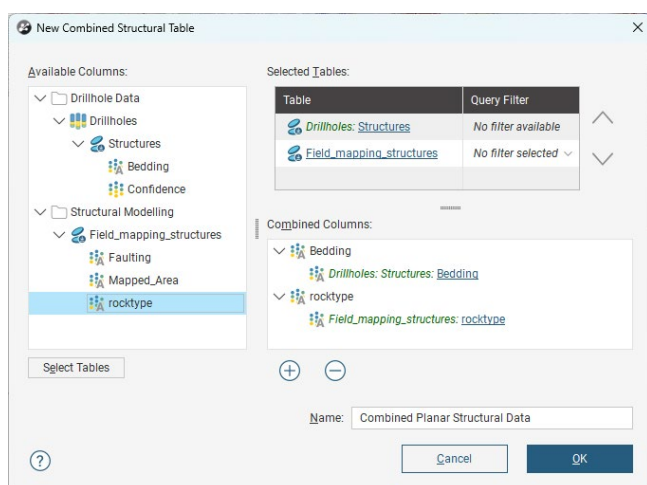 New Combined Structural Table
Available Columns:
Drillhole Data
Drillholes
Structures
Bedding
Confidence
Structural Modelling
Field_mapping_structures
Faulting
Mapped_Area
rocktype
Select Tables
Selected Tables:
Table Query Filter
Drillholes: Structures No filter available
Field_mapping_structures No filter selected
Combined Columns:
Bedding
Drillholes: Structures: Bedding
rocktype
Field_mapping_structures: rocktype
Name: Combined Planar Structural Data
? Cancel OK